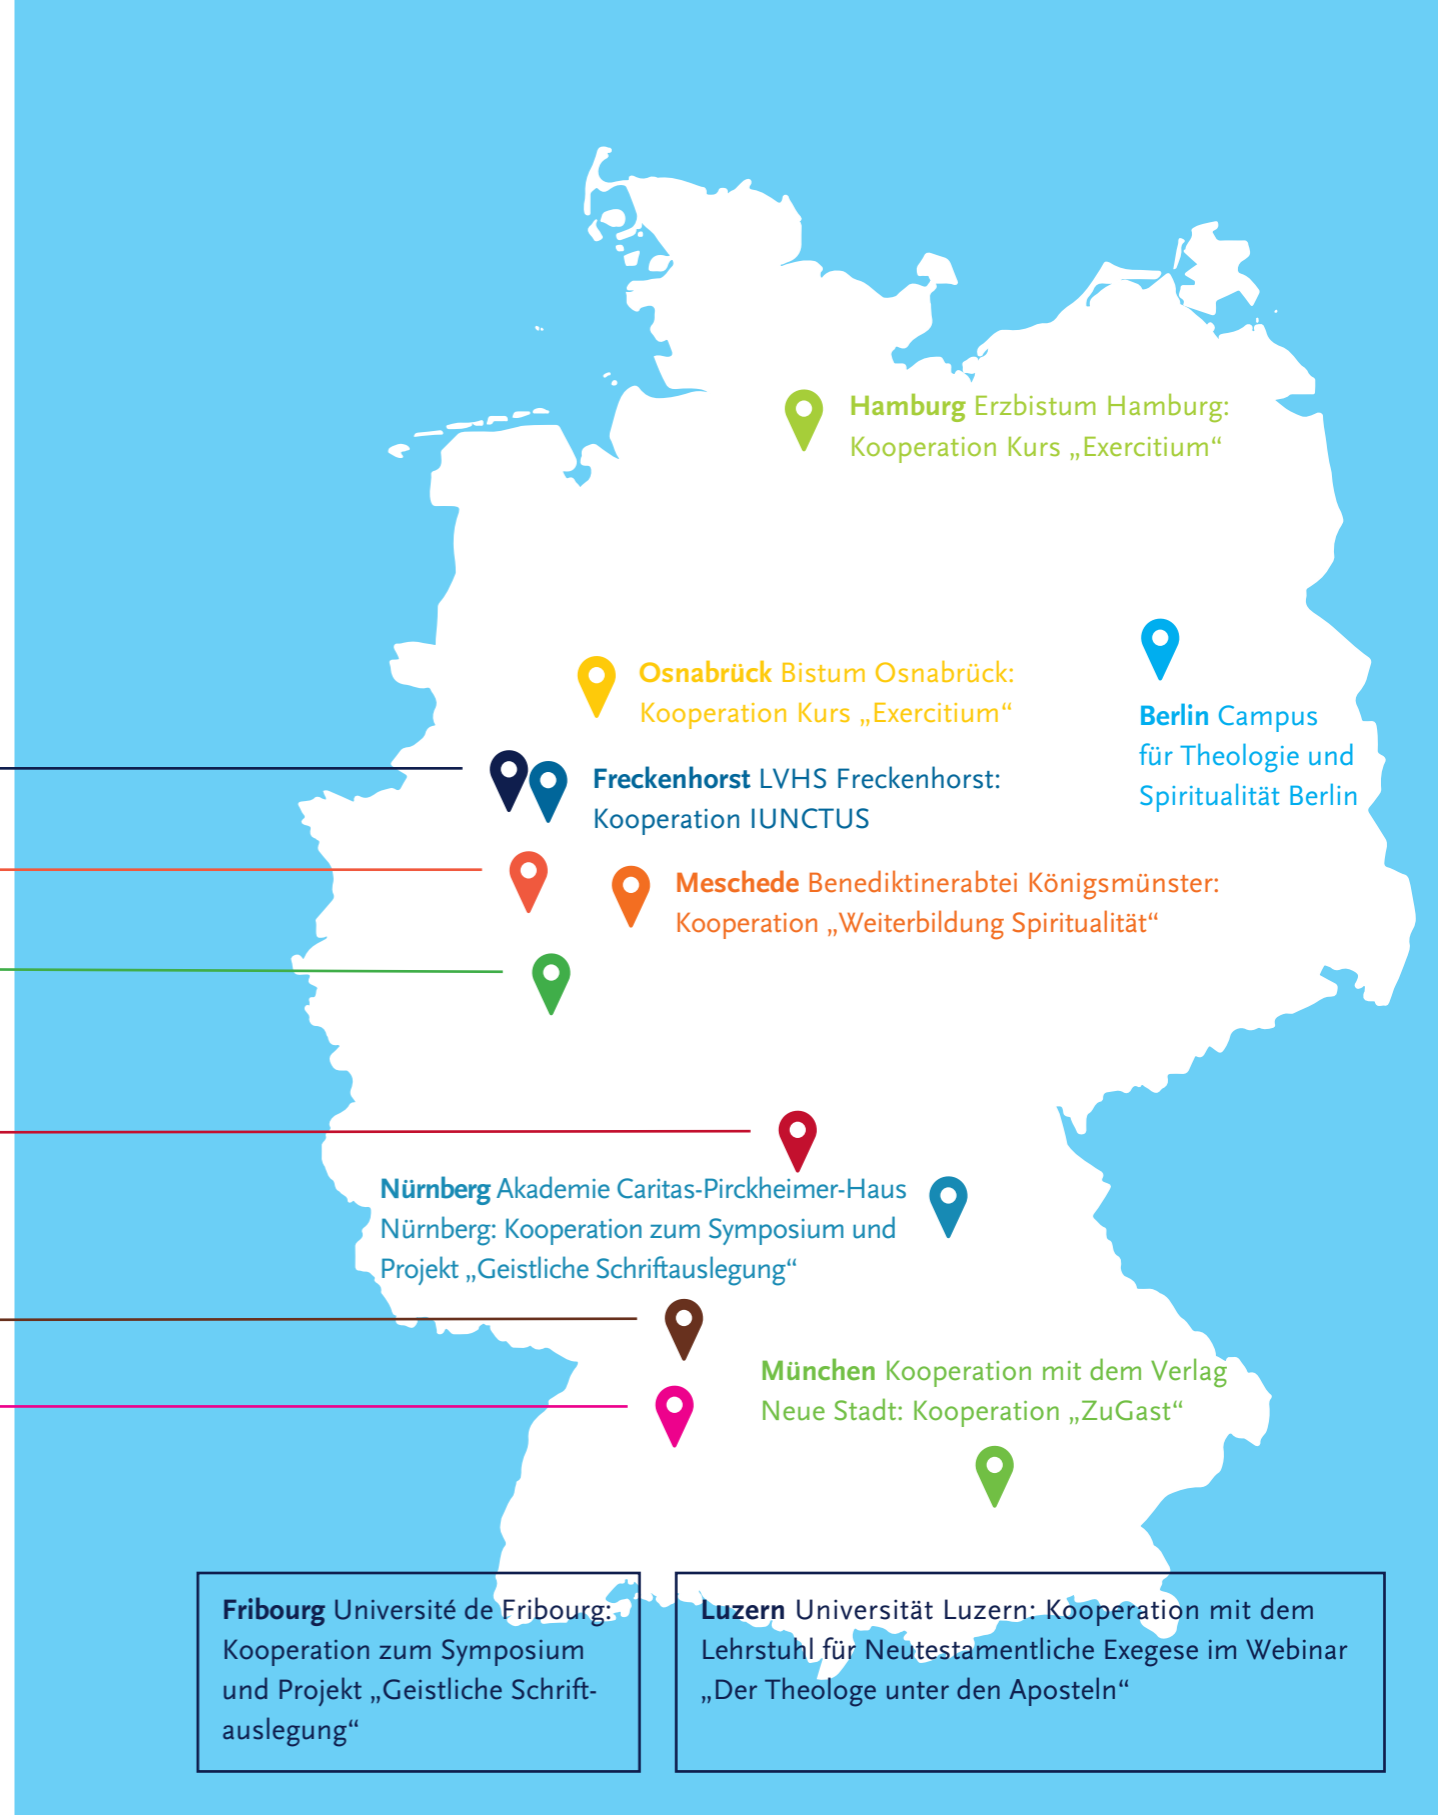 Hamburg Erzbistum Hamburg:
Kooperation Kurs „Exercitium“
Osnabrück Bistum Osnabrück:
Kooperation Kurs „Exercitium“
Berlin Campus
für Theologie und
Spiritualität Berlin
Freckenhorst LVHS Freckenhorst:
Kooperation IUNCTUS
Meschede Benediktinerabtei Königsmünster:
Kooperation „Weiterbildung Spiritualität“
Nürnberg Akademie Caritas-Pirckheimer-Haus
Nürnberg: Kooperation zum Symposium und
Projekt „Geistliche Schriftauslegung“
München Kooperation mit dem Verlag
Neue Stadt: Kooperation „ZuGast“
Fribourg Université de Fribourg:
Kooperation zum Symposium
und Projekt „Geistliche Schrift-
auslegung“
Luzern Universität Luzern: Kooperation mit dem
Lehrstuhl für Neutestamentliche Exegese im Webinar
„Der Theologe unter den Aposteln“